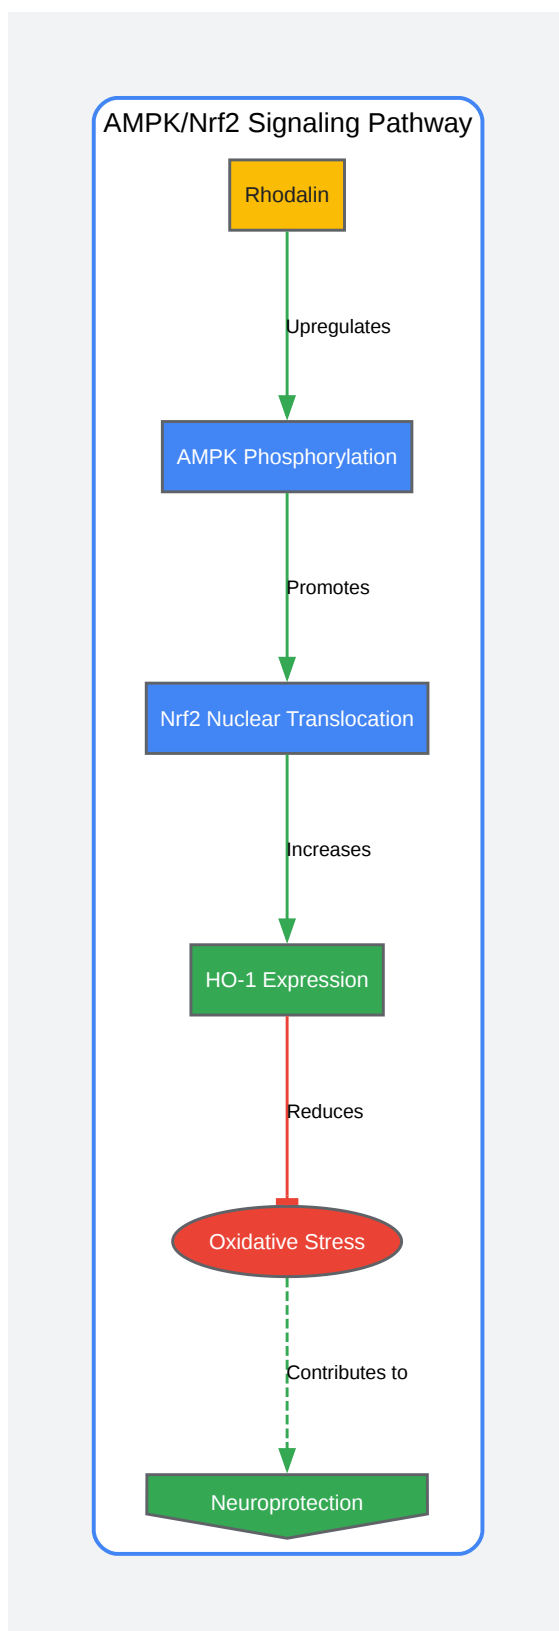 AMPK/Nrf2 Signaling Pathway
Rhodalin
Upregulates
AMPK Phosphorylation
Promotes
Nrf2 Nuclear Translocation
Increases
HO-1 Expression
Reduces
Oxidative Stress
Contributes to
Neuroprotection